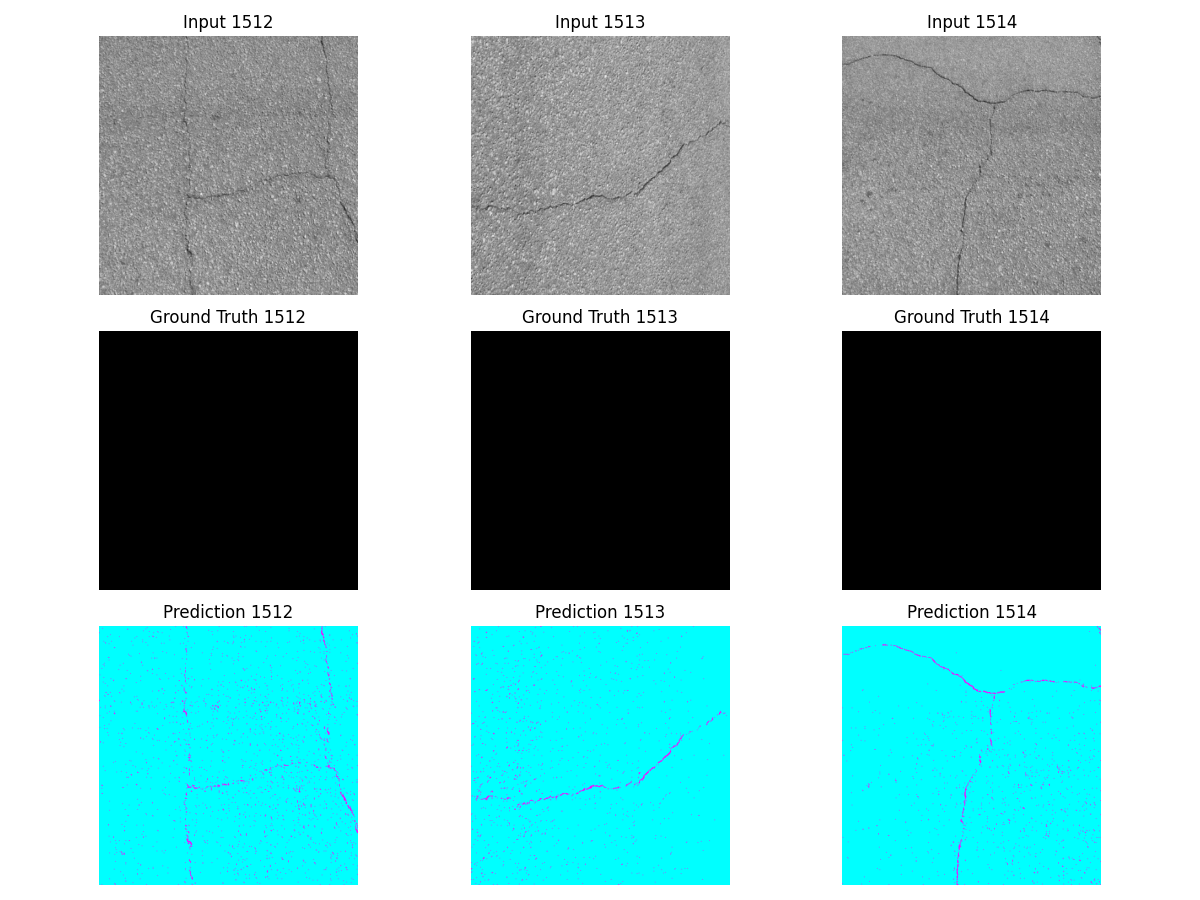 Input 1512
Input 1513
Input 1514
Ground Truth 1512
Ground Truth 1513
Ground Truth 1514
Prediction 1512
Prediction 1513
Prediction 1514